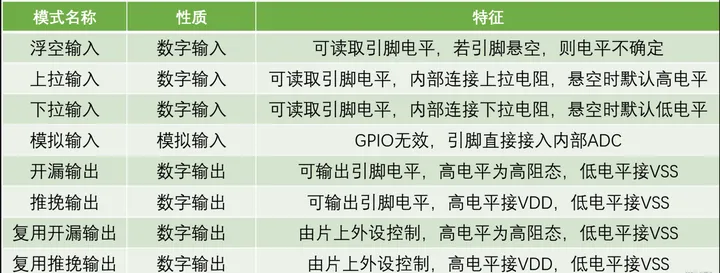 模式名称 性质 特征
浮空输入 数字输入 可读取引脚电平，若引脚悬空，则电平不确定
上拉输入 数字输入 可读取引脚电平，内部连接上拉电阻，悬空时默认高电平
下拉输入 数字输入 可读取引脚电平，内部连接下拉电阻，悬空时默认低电平
模拟输入 模拟输入 GPIO无效，引脚直接接入内部ADC
开漏输出 数字输出 可输出引脚电平，高电平为高阻态，低电平接VSS
推挽输出 数字输出 可输出引脚电平，高电平接VDD，低电平接VSS
复用开漏输出 数字输出 由片上外设控制，高电平为高阻态，低电平接VSS
复用推挽输出 数字输出 由片上外设控制，高电平接VDD，低电平接VSS